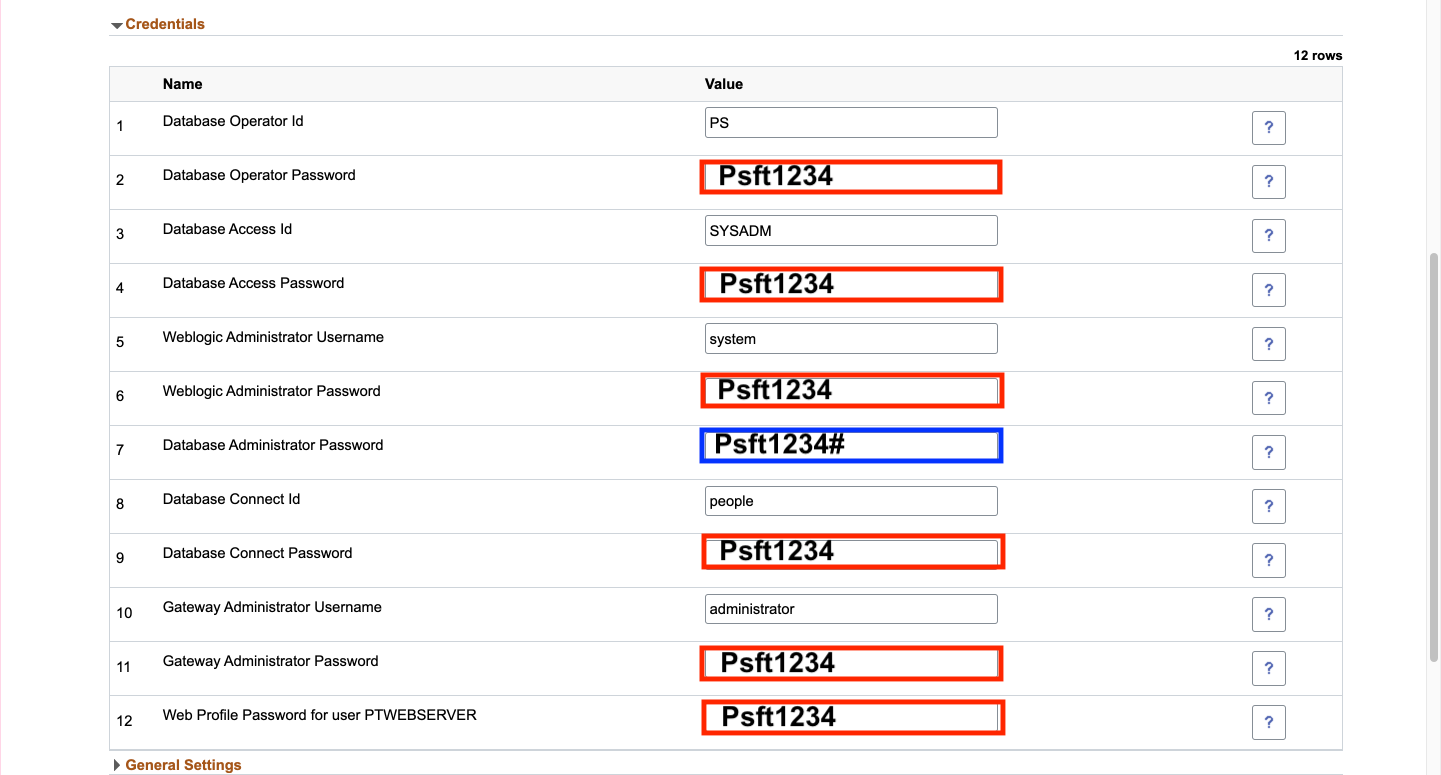 Credentials
12 rows
Name Value
1 Database Operator Id PS ?
2 Database Operator Password Psft1234 ?
3 Database Access Id SYSADM ?
4 Database Access Password Psft1234 ?
5 Weblogic Administrator Username system ?
6 Weblogic Administrator Password Psft1234 ?
7 Database Administrator Password Psft1234# ?
8 Database Connect Id people ?
9 Database Connect Password Psft1234 ?
10 Gateway Administrator Username administrator ?
11 Gateway Administrator Password Psft1234 ?
12 Web Profile Password for user PTWEBSERVER Psft1234 ?
General Settings